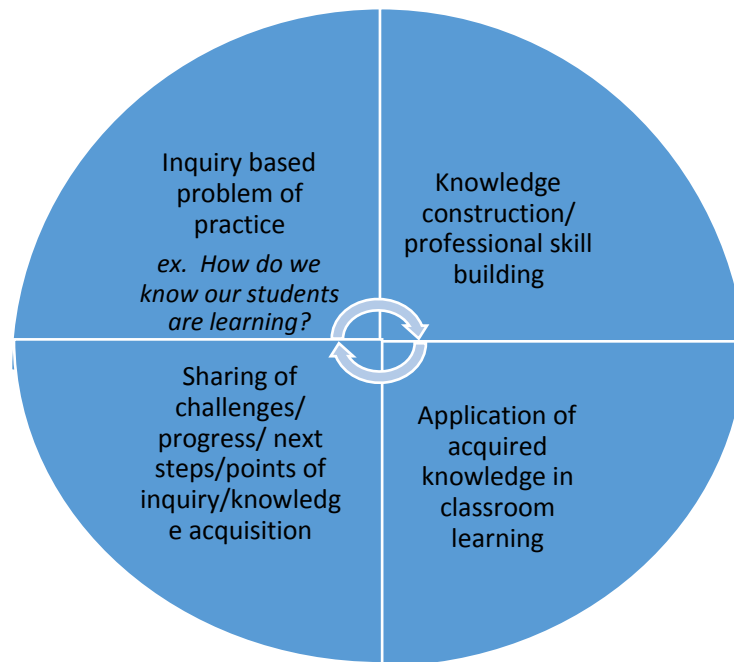 Inquiry based
problem of
practice
ex.  How do we
know our students
are learning?
Knowledge
construction/
professional skill
building
Sharing of
challenges/
progress/ next
steps/points of
inquiry/knowledg
e acquisition
Application of
acquired
knowledge in
classroom
learning